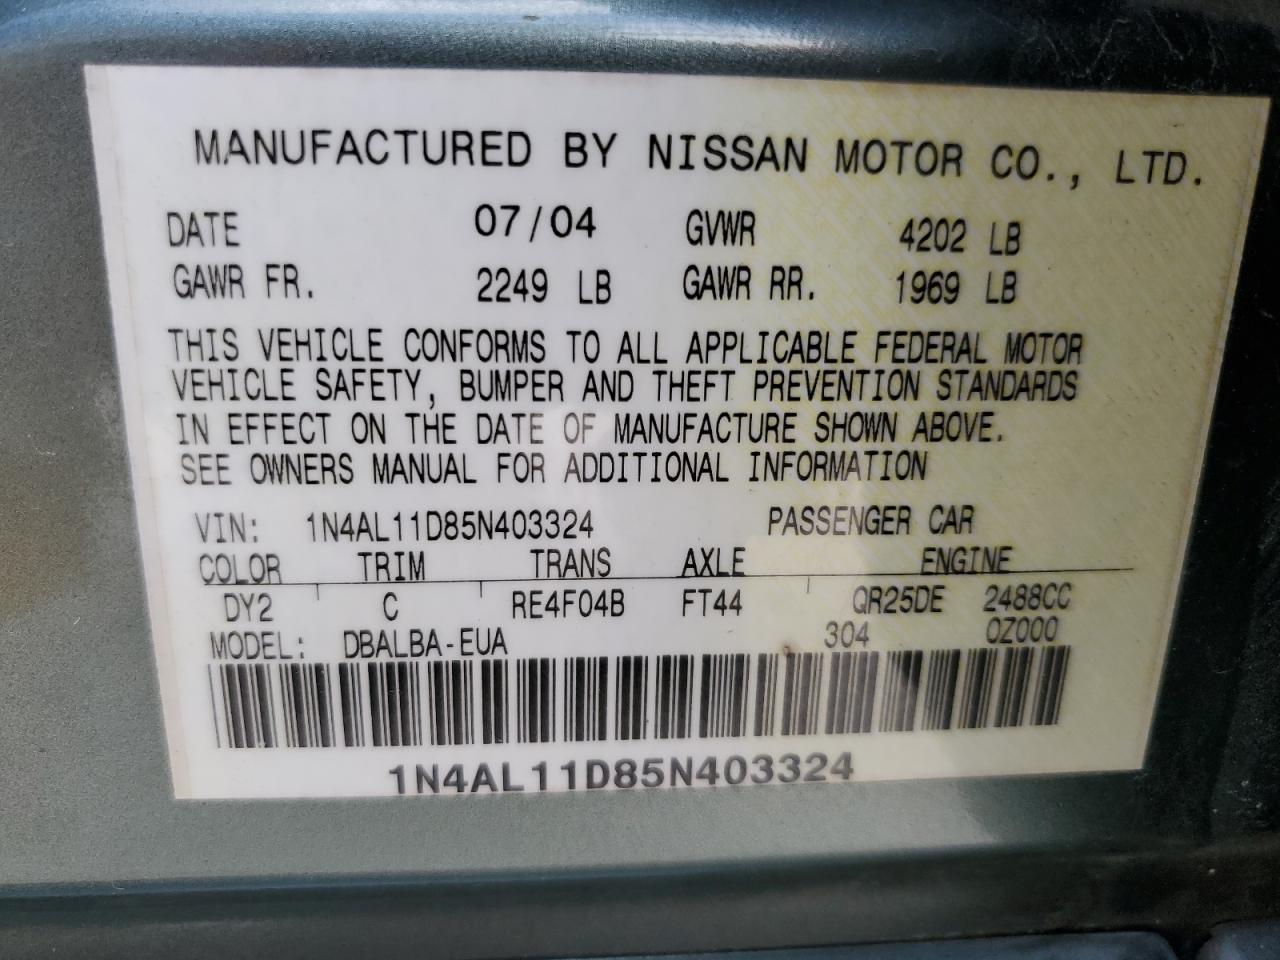 MANUFACTURED BY NISSAN MOTOR CO., LTD.
DATE 07/04 GVWR 4202 LB
GAWR FR. 2249 LB GAWR RR. 1969 LB
THIS VEHICLE CONFORMS TO ALL APPLICABLE FEDERAL MOTOR
VEHICLE SAFETY, BUMPER AND THEFT PREVENTION STANDARDS
IN EFFECT ON THE DATE OF MANUFACTURE SHOWN ABOVE.
SEE OWNERS MANUAL FOR ADDITIONAL INFORMATION
VIN: 1N4AL11D85N403324 PASSENGER CAR
COLOR TRIM TRANS AXLE ENGINE
DY2 C RE4F04B FT44 QR25DE 2488CC
MODEL: DBALBA-EUA 304 0Z000
1N4AL11D85N403324